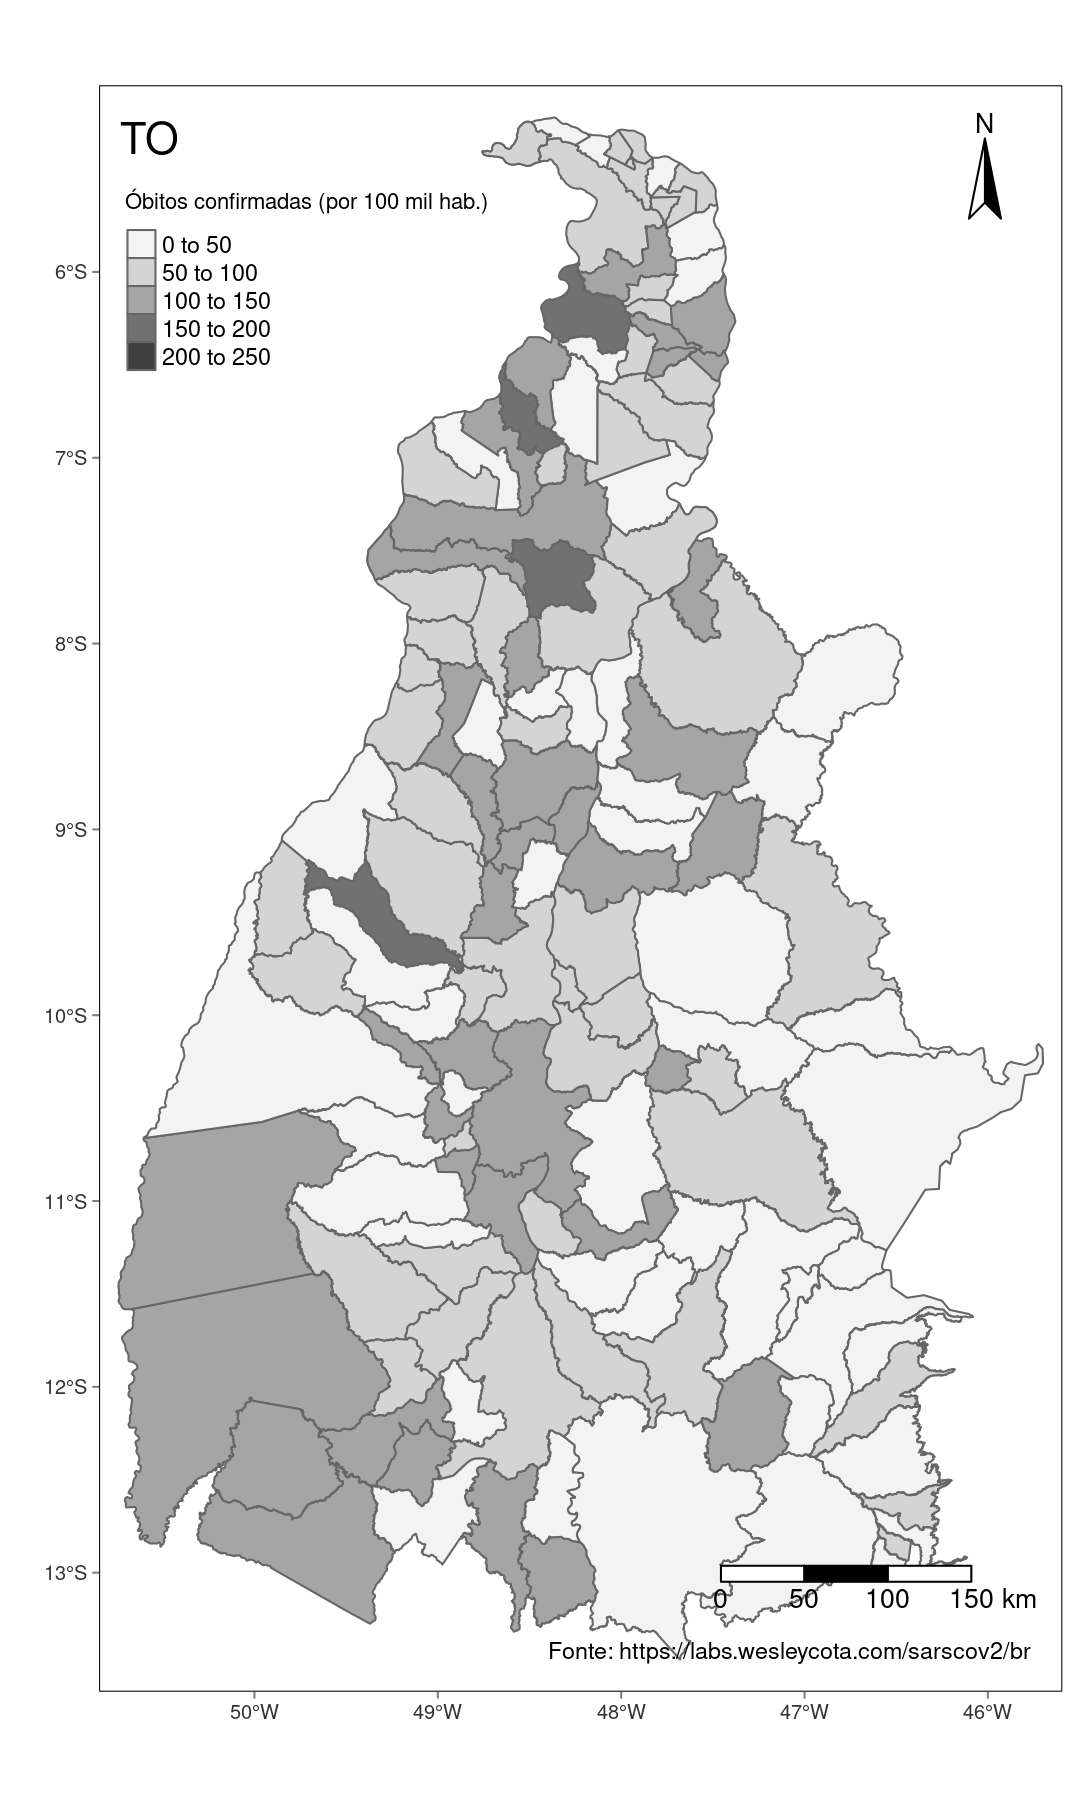 TO
N
Óbitos confirmadas (por 100 mil hab.)
0 to 50
50 to 100
100 to 150
150 to 200
200 to 250
6°S
7°S
8°S
9°S
10°S
11°S
12°S
13°S
0 50 100 150 km
Fonte: https://labs.wesleycota.com/sarscov2/br
50°W 49°W 48°W 47°W 46°W